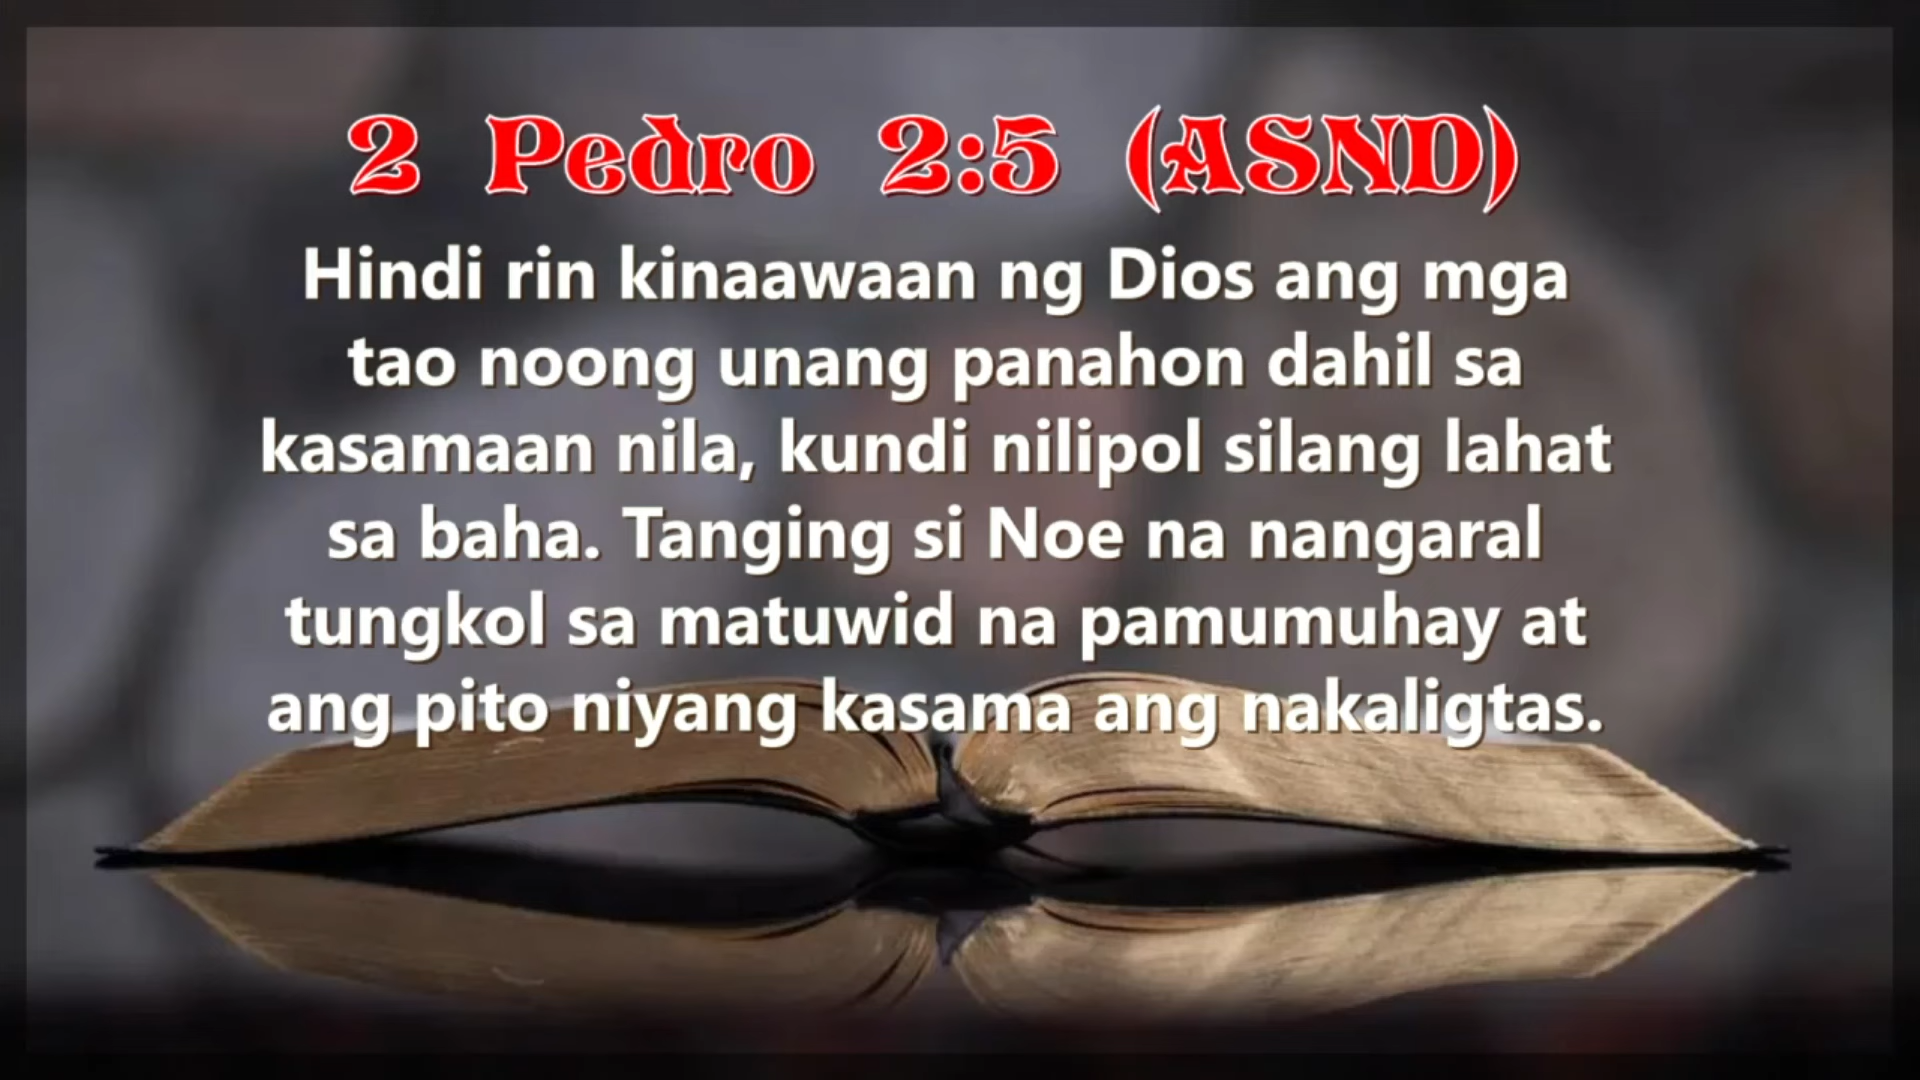 2 Pedro 2:5 (ASND)
Hindi rin kinaawaan ng Dios ang mga
tao noong unang panahon dahil sa
kasamaan nila, kundi nilipol silang lahat
sa baha. Tanging si Noe na nangaral
tungkol sa matuwid na pamumuhay at
ang pito niyang kasama ang nakaligtas.